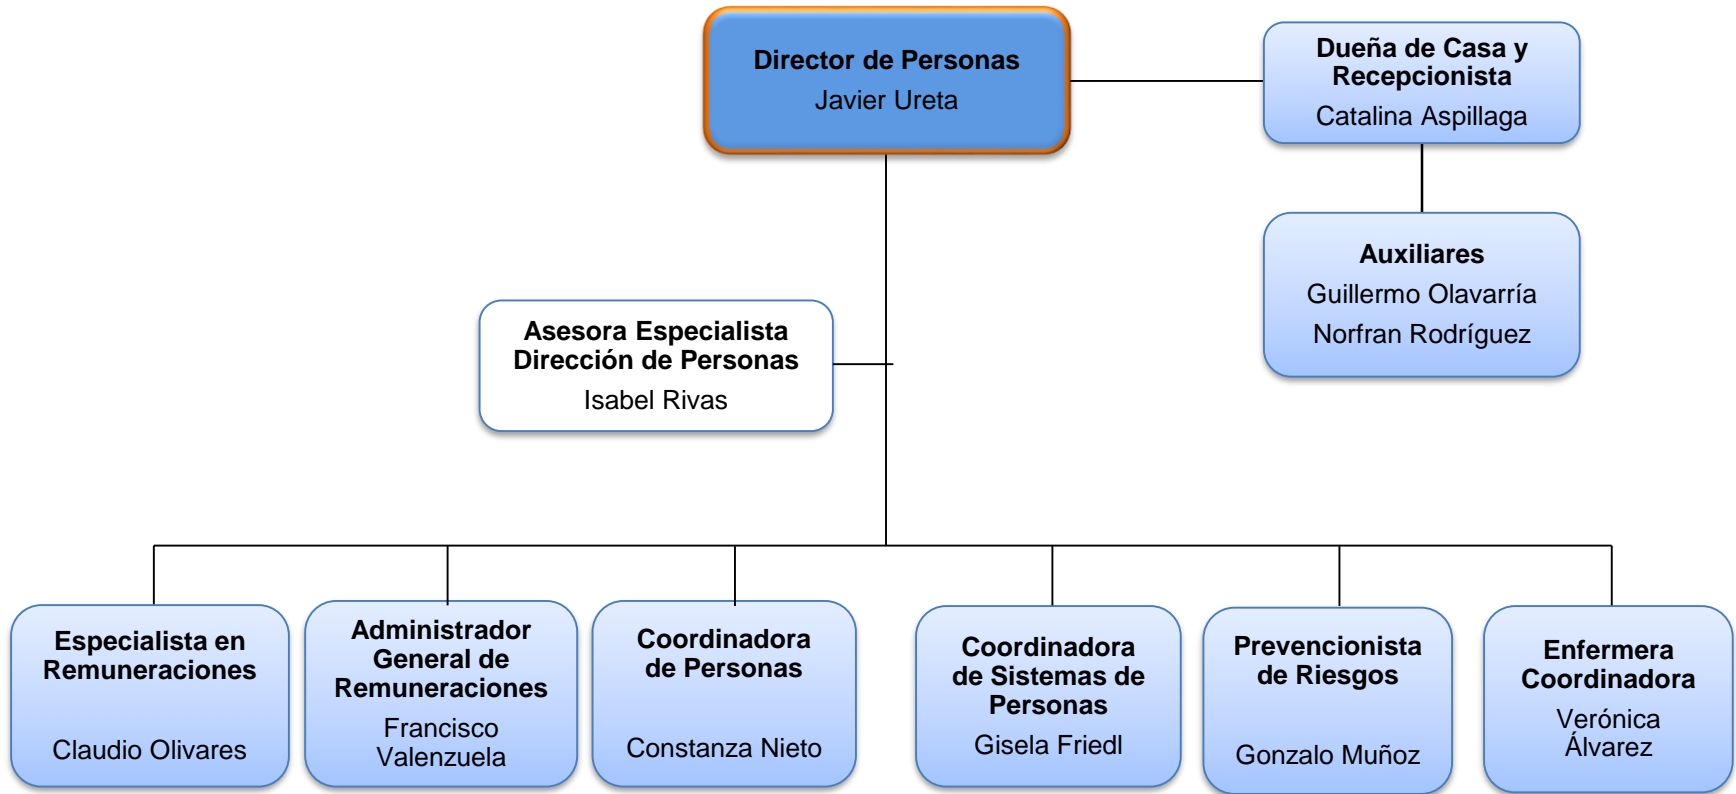 Director de Personas
Javier Ureta
Dueña de Casa y
Recepcionista
Catalina Aspillaga
Auxiliares
Guillermo Olavarría
Norfran Rodríguez
Asesora Especialista
Dirección de Personas
Isabel Rivas
Especialista en
Remuneraciones
Claudio Olivares
Administrador
General de
Remuneraciones
Francisco
Valenzuela
Coordinadora
de Personas
Constanza Nieto
Coordinadora
de Sistemas de
Personas
Gisela Friedl
Prevencionista
de Riesgos
Gonzalo Muñoz
Enfermera
Coordinadora
Verónica
Álvarez